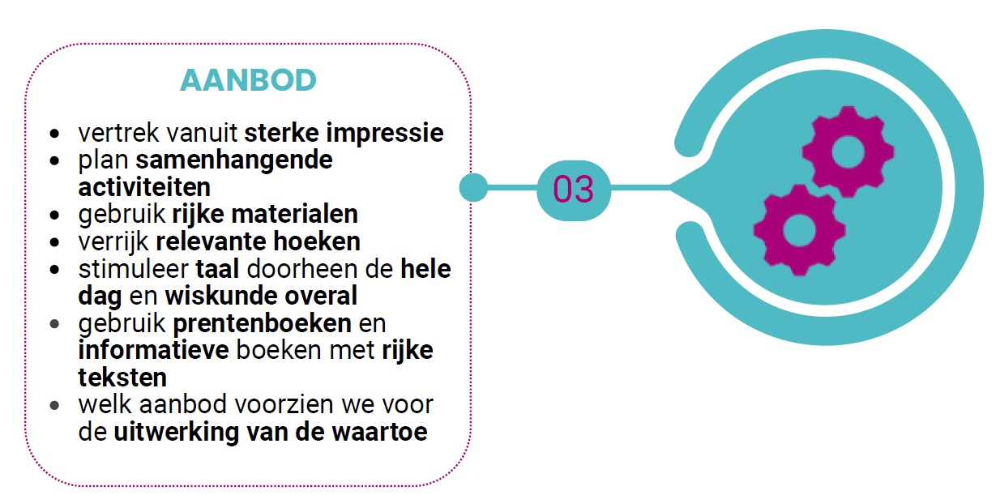 AANBOD
• vertrek vanuit sterke impressie
• plan samenhangende
activiteiten
• gebruik rijke materialen
• verrijk relevante hoeken
• stimuleer taal doorheen de hele
dag en wiskunde overal
• gebruik prentenboeken en
informatieve boeken met rijke
teksten
• welk aanbod voorzien we voor
de uitwerking van de waartoe
03